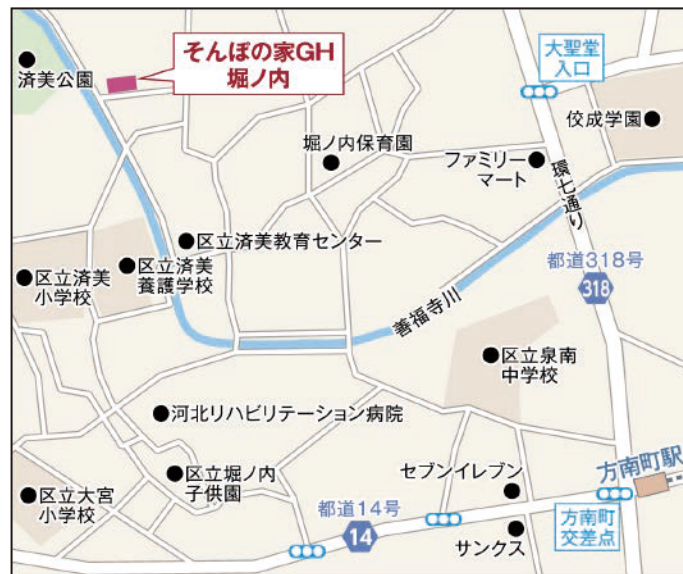 そんぽの家GH
堀ノ内
済美公園
大聖堂
入口
佼成学園
堀ノ内保育園
ファミリー
マート
環七通り
区立済美教育センター
区立済美
養護学校
区立済美
小学校
都道318号
318
善福寺川
区立泉南
中学校
河北リハビリテーション病院
区立堀ノ内
子供園
区立大宮
小学校
セブンイレブン
方南町駅
都道14号
14
サンクス
方南町
交差点